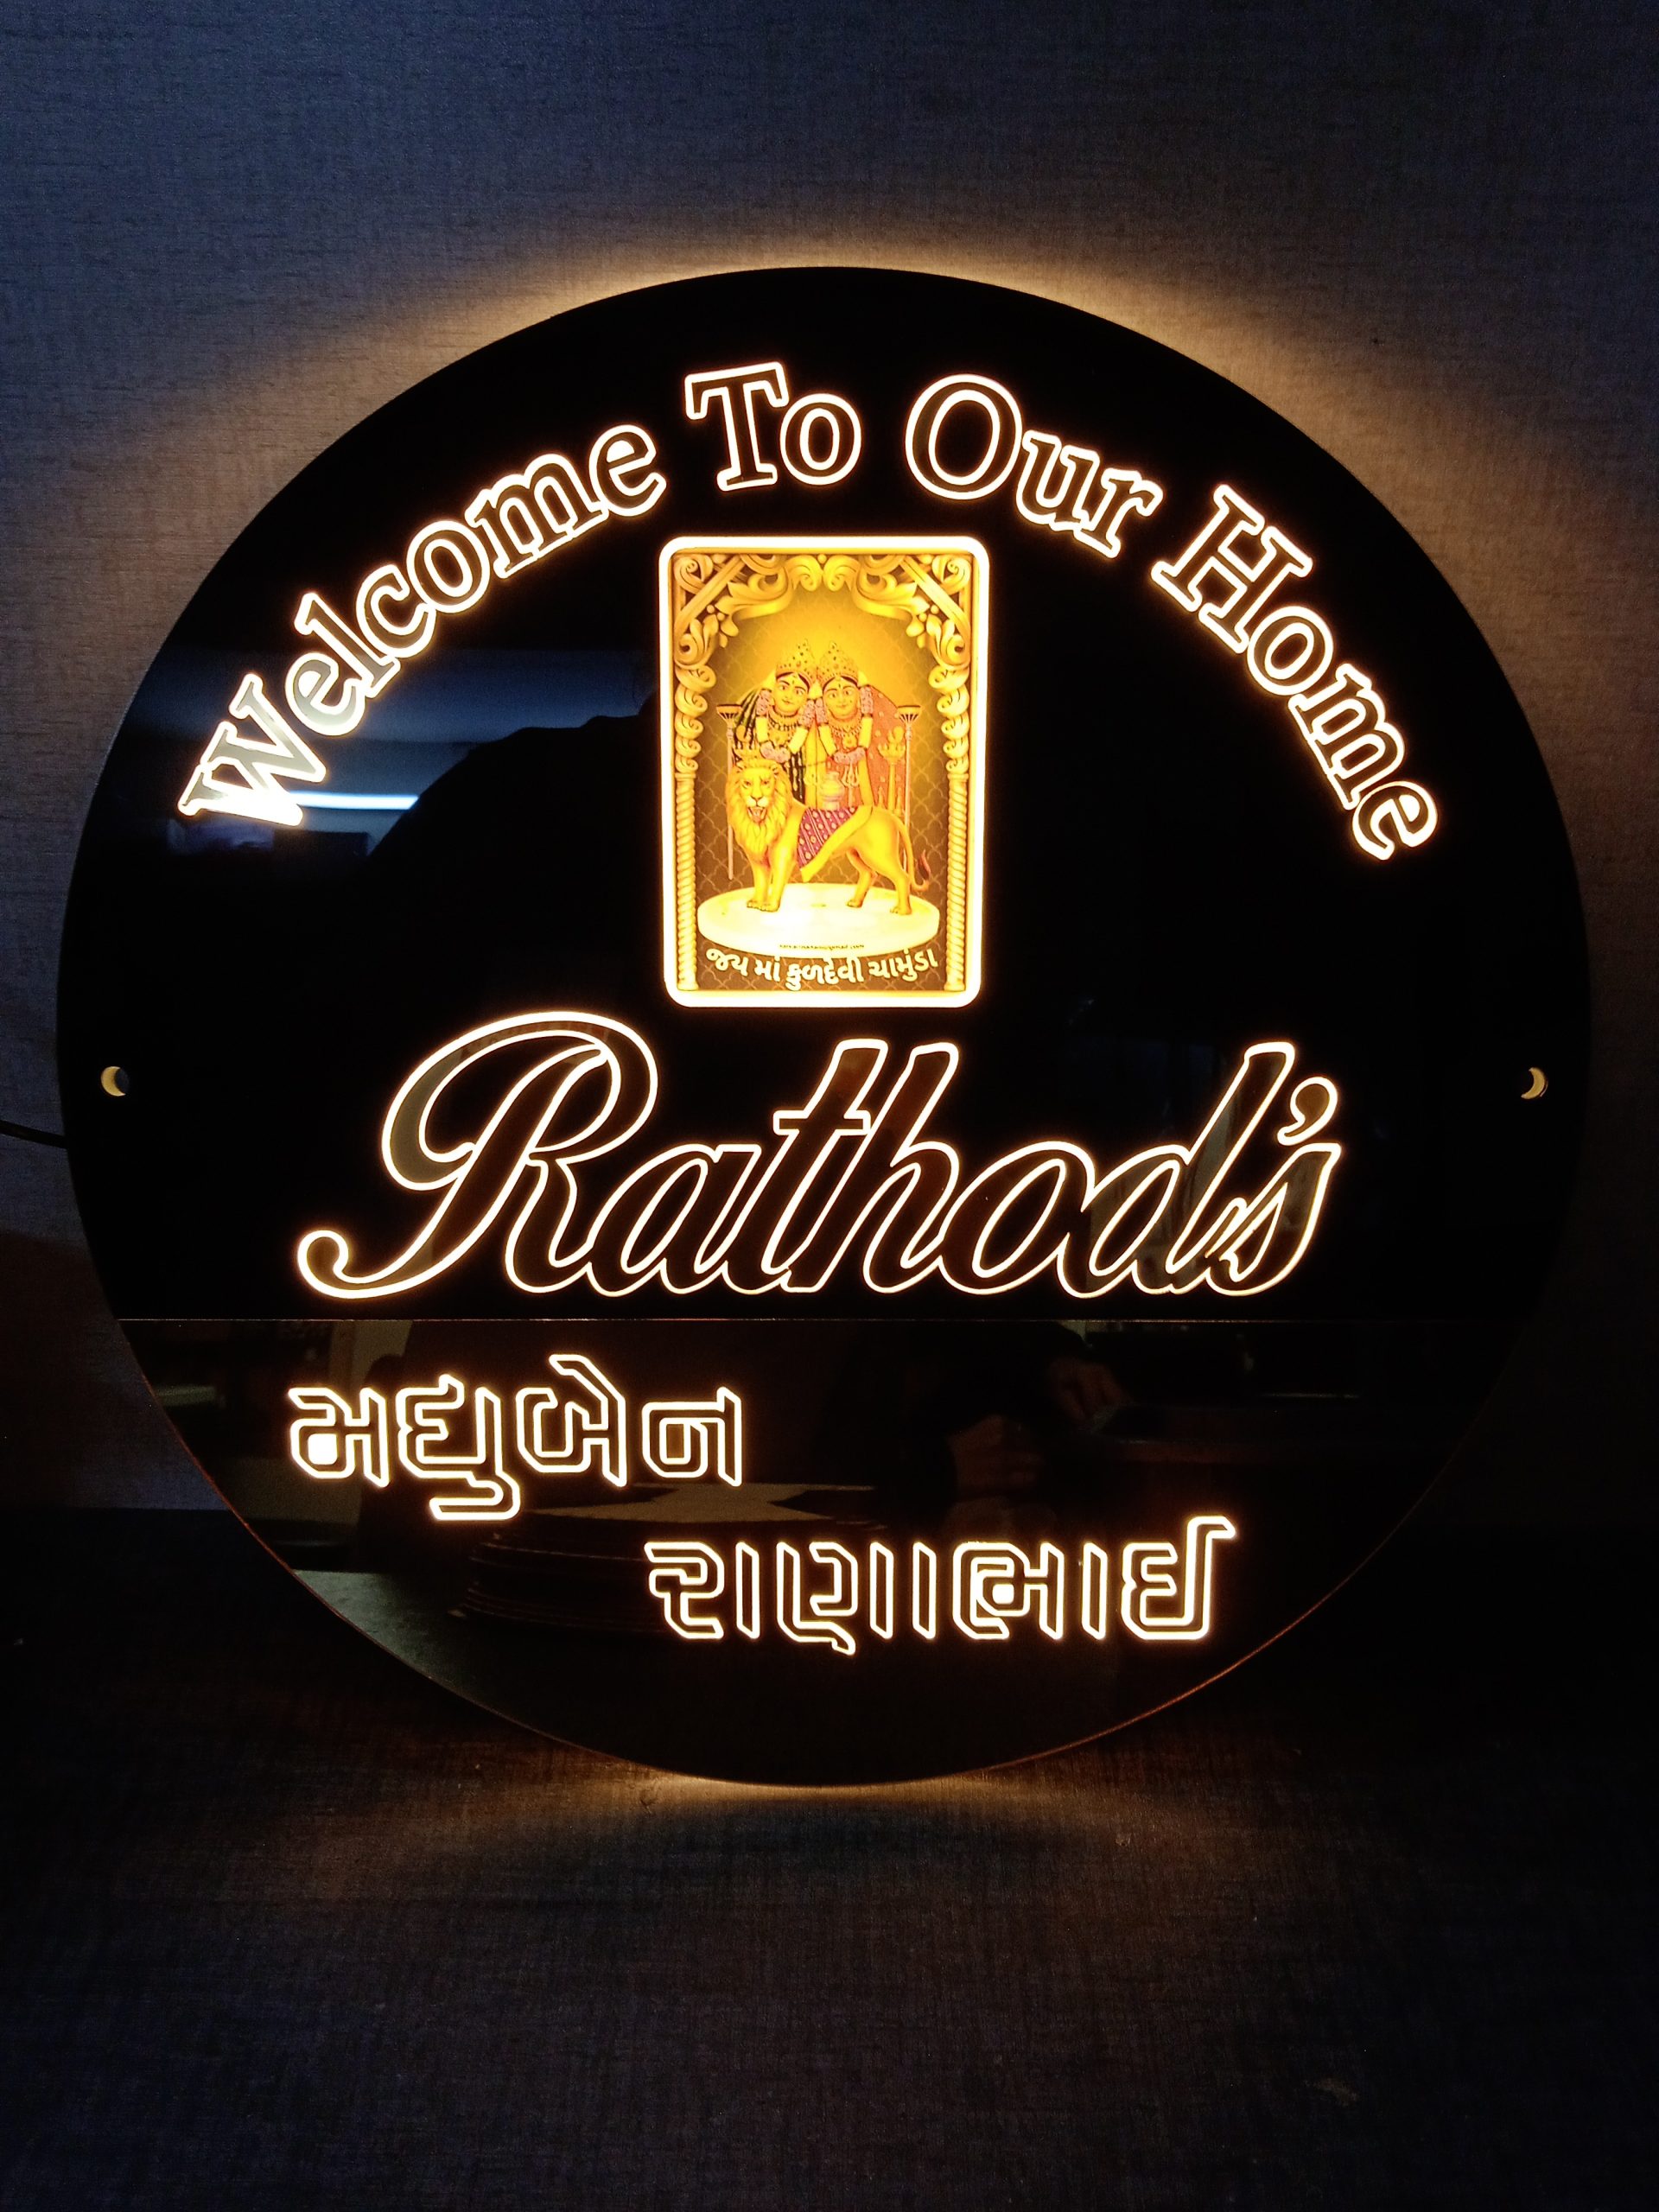 Welcome To Our Home
જય માં કુળદેવી ચામુંડા
Rathod's
મધુબેન
રાણાભાઈ